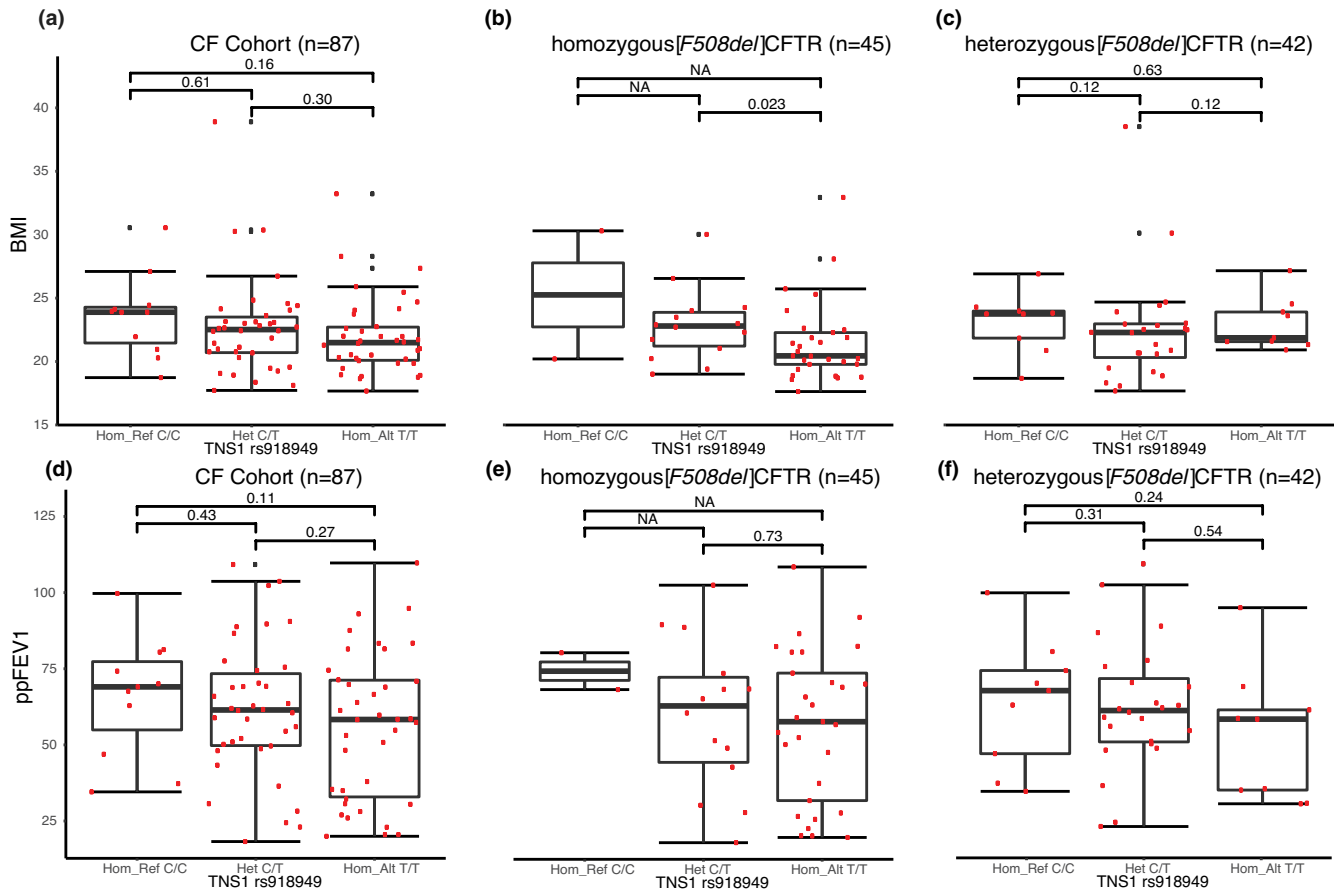 (a)
CF Cohort (n=87)
0.16
0.61
0.30
BMI
40
35
30
25
20
15
Hom_Ref C/C
Het C/T
Hom_Alt T/T
TNS1 rs918949
(b)
homozygous[F508del]CFTR (n=45)
NA
NA
0.023
Hom_Ref C/C
Het C/T
Hom_Alt T/T
TNS1 rs918949
(c)
heterozygous[F508del]CFTR (n=42)
0.63
0.12
0.12
Hom_Ref C/C
Het C/T
Hom_Alt T/T
TNS1 rs918949
(d)
CF Cohort (n=87)
0.11
0.43
0.27
ppFEV1
125
100
75
50
25
Hom_Ref C/C
Het C/T
Hom_Alt T/T
TNS1 rs918949
(e)
homozygous[F508del]CFTR (n=45)
NA
NA
0.73
Hom_Ref C/C
Het C/T
Hom_Alt T/T
TNS1 rs918949
(f)
heterozygous[F508del]CFTR (n=42)
0.24
0.31
0.54
Hom_Ref C/C
Het C/T
Hom_Alt T/T
TNS1 rs918949